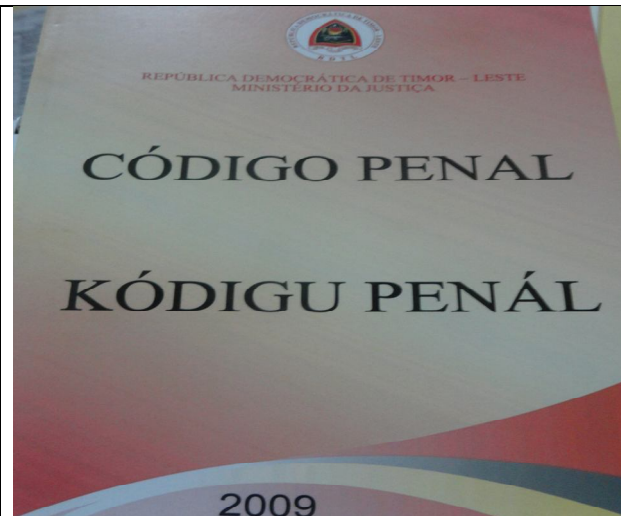 REPÚBLICA DEMOCRÁTICA DE TIMOR – LESTE
MINISTÉRIO DA JUSTIÇA
CÓDIGO PENAL
KÓDIGU PENÁL
2009